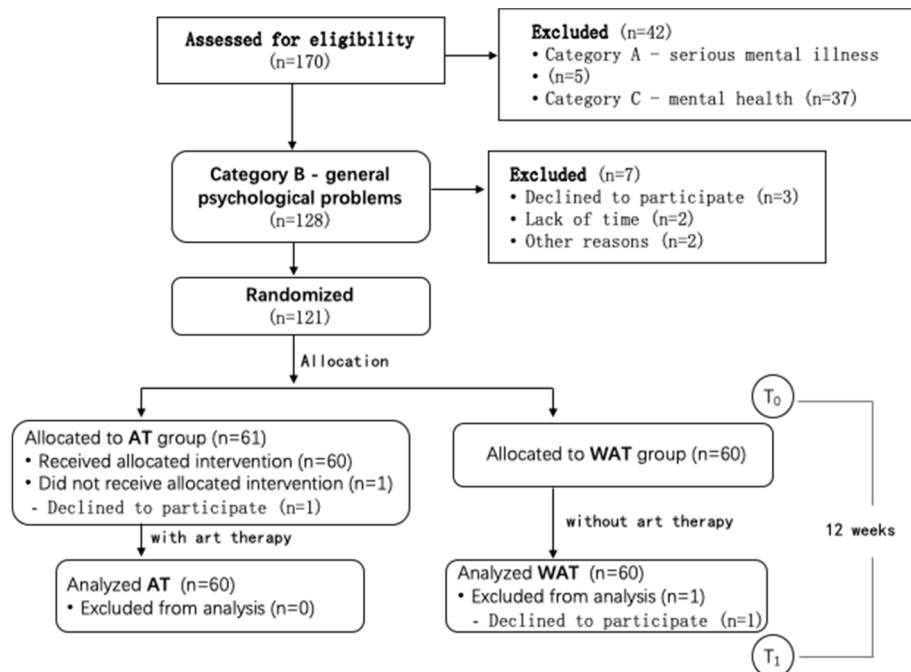 Assessed for eligibility
(n=170)
Excluded (n=42)
• Category A - serious mental illness
• (n=5)
• Category C - mental health (n=37)
Category B - general
psychological problems
(n=128)
Excluded (n=7)
• Declined to participate (n=3)
• Lack of time (n=2)
• Other reasons (n=2)
Randomized
(n=121)
Allocation
Allocated to AT group (n=61)
• Received allocated intervention (n=60)
• Did not receive allocated intervention (n=1)
- Declined to participate (n=1)
Allocated to WAT group (n=60)
T₀
with art therapy
without art therapy
12 weeks
Analyzed AT (n=60)
• Excluded from analysis (n=0)
Analyzed WAT (n=60)
• Excluded from analysis (n=1)
- Declined to participate (n=1)
T₁